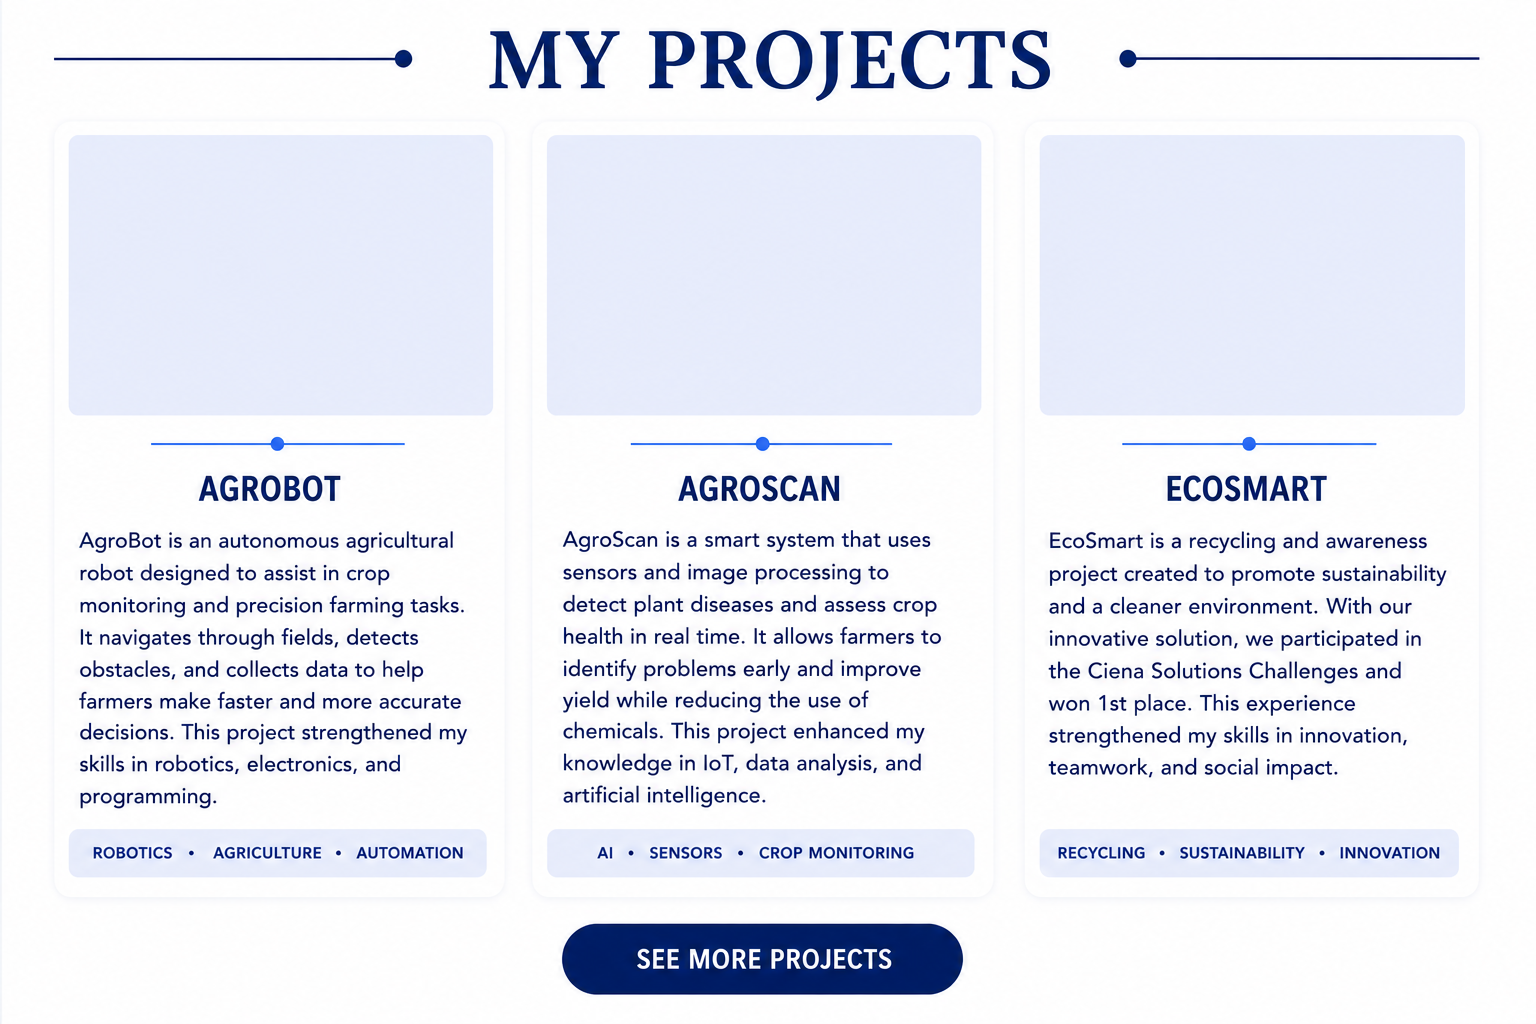 MY PROJECTS
AGROBOT
AgroBot is an autonomous agricultural
robot designed to assist in crop
monitoring and precision farming tasks.
It navigates through fields, detects
obstacles, and collects data to help
farmers make faster and more accurate
decisions. This project strengthened my
skills in robotics, electronics, and
programming.
ROBOTICS • AGRICULTURE • AUTOMATION
AGROSCAN
AgroScan is a smart system that uses
sensors and image processing to
detect plant diseases and assess crop
health in real time. It allows farmers to
identify problems early and improve
yield while reducing the use of
chemicals. This project enhanced my
knowledge in IoT, data analysis, and
artificial intelligence.
AI • SENSORS • CROP MONITORING
ECOSMART
EcoSmart is a recycling and awareness
project created to promote sustainability
and a cleaner environment. With our
innovative solution, we participated in
the Ciena Solutions Challenges and
won 1st place. This experience
strengthened my skills in innovation,
teamwork, and social impact.
RECYCLING • SUSTAINABILITY • INNOVATION
SEE MORE PROJECTS